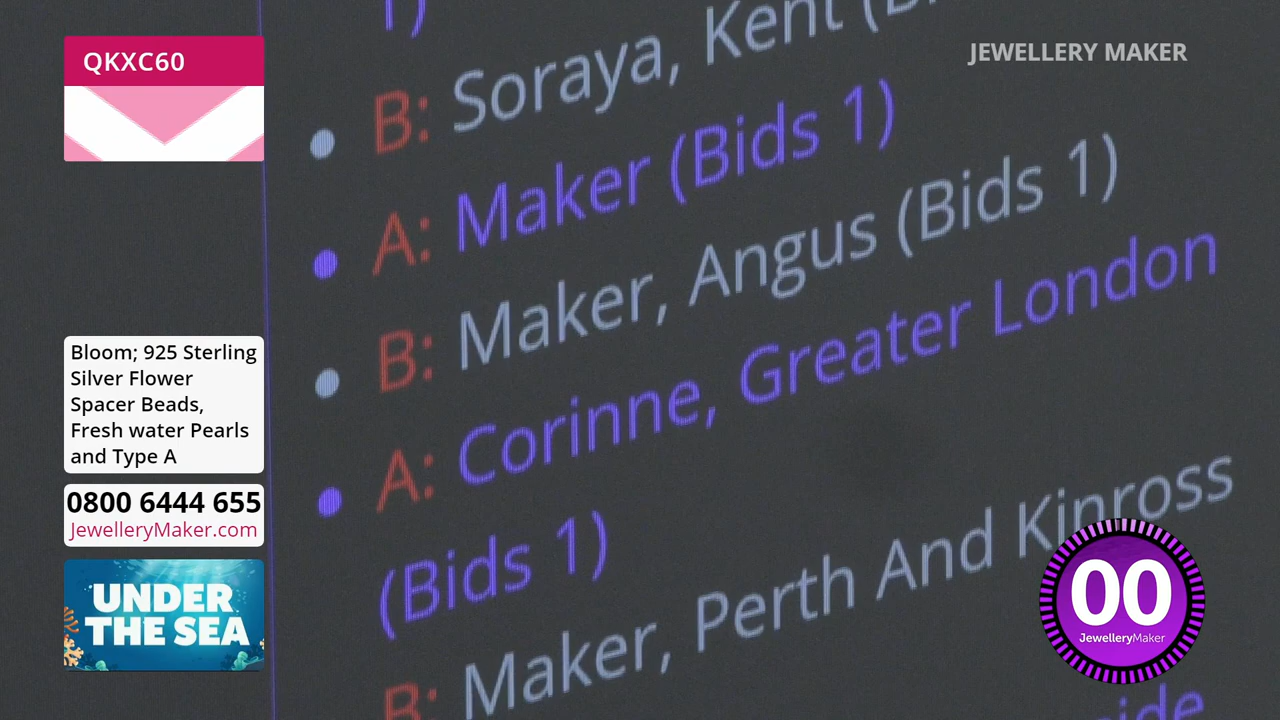 QKXC60
JEWELLERY MAKER
1)
B: Soraya, Kent
A: Maker (Bids 1)
B: Maker, Angus (Bids 1)
A: Corinne, Greater London
(Bids 1)
B: Maker, Perth And Kinross
Bloom; 925 Sterling
Silver Flower
Spacer Beads,
Fresh water Pearls
and Type A
0800 6444 655
JewelleryMaker.com
UNDER
THE SEA
00
JewelleryMaker